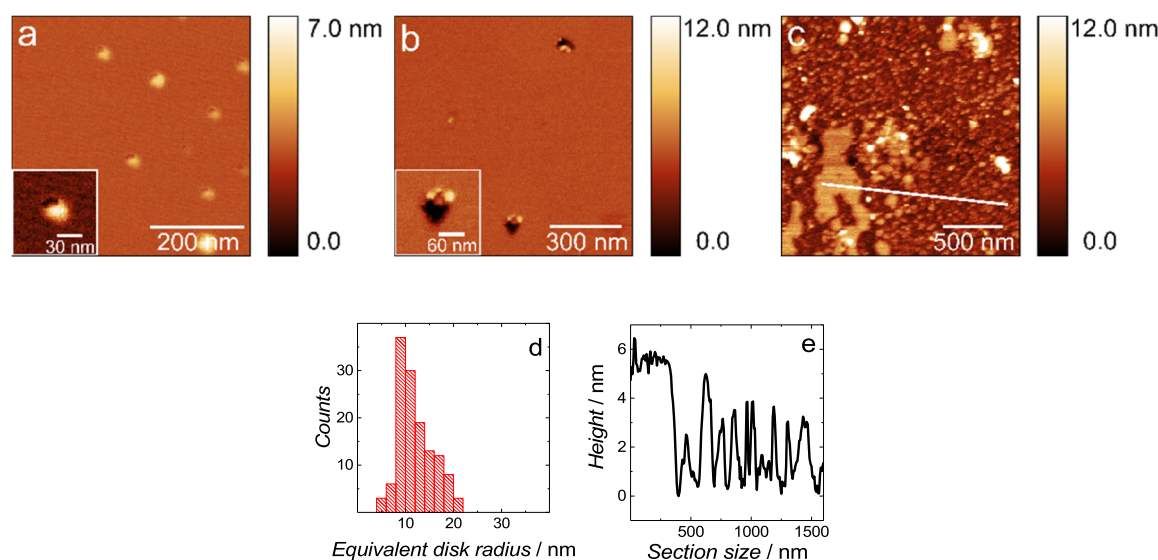 a
7.0 nm
30 nm
200 nm
0.0
b
12.0 nm
60 nm
300 nm
0.0
c
12.0 nm
500 nm
0.0
d
Counts
30
20
10
10 20 30
Equivalent disk radius / nm
e
Height / nm
6
4
2
0
500 1000 1500
Section size / nm